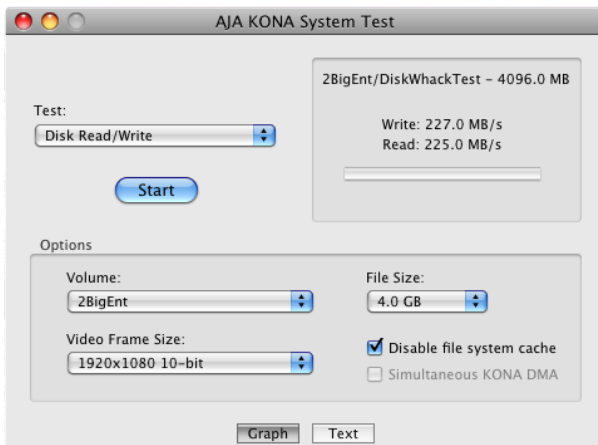 AJA KONA System Test
2BigEnt/DiskWhackTest - 4096.0 MB
Write: 227.0 MB/s
Read: 225.0 MB/s
Test:
Disk Read/Write
Start
Options
Volume:
2BigEnt
File Size:
4.0 GB
Video Frame Size:
1920x1080 10-bit
Disable file system cache
Simultaneous KONA DMA
Graph
Text